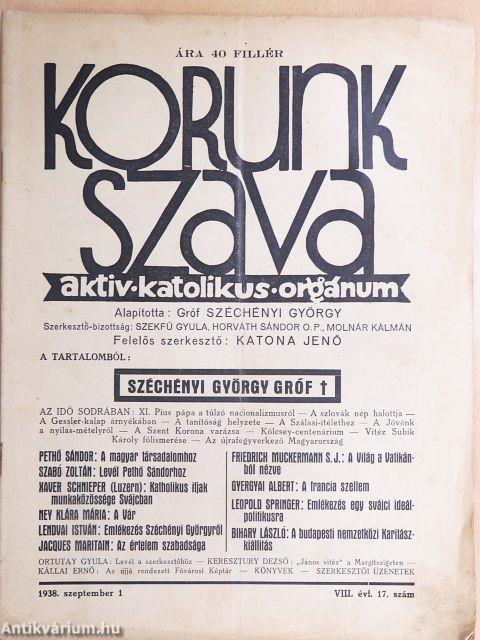 ÁRA 40 FILLÉR
KORUNK
SZAVA
aktiv·katolikus·orgánum
Alapitotta: Gróf SZÉCHÉNYI GYÖRGY
Szerkesztő-bizottság: SZEKFÜ GYULA, HORVÁTH SÁNDOR O. P., MOLNÁR KÁLMÁN
Felelős szerkesztő: KATONA JENŐ
A TARTALOMBÓL:
SZÉCHÉNYI GYÖRGY GRÓF †
AZ IDŐ SODRÁBAN: XI. Pius pápa a túlzó nacionalizmusról — A szlovák nép halottja —
A Gessler-kalap árnyékában — A tanítóság helyzete — A Szálasi-ítélethez — A Jövőnk
a nyilas-mételyről — A Szent Korona varázsa — Kölcsey-centenárium — Vitéz Subik
Károly fölismerése — Az újrafegyverkező Magyarország
PETHŐ SÁNDOR: A magyar társadalomhoz
SZABÓ ZOLTÁN: Levél Pethő Sándorhoz
XAVER SCHNIEPER (Luzern): Katholikus ifjak
munkaközössége Svájcban
NEY KLÁRA MÁRIA: A Vár
LENDVAI ISTVÁN: Emlékezés Széchényi Györgyről
JACQUES MARITAIN: Az értelem szabadsága
FRIEDRICH MUCKERMANN S. J.: A Világ a Vatikán-
ból nézve
GYERGYAI ALBERT: A francia szellem
LEOPOLD SPRINGER: Emlékezés egy svájci ideál-
politikusra
BIHARY LÁSZLÓ: A budapesti nemzetközi Karitász-
kiállítás
ORTUTAY GYULA: Levél a szerkesztőhöz — KERESZTURY DEZSŐ: „János vitéz" a Margitszigeten —
KÁLLAI ERNŐ: Az újjá rendezett Fővárosi Képtár — KÖNYVEK — SZERKESZTŐI ÜZENETEK
1938. szeptember 1
VIII. évf. 17. szám
Antikvárium.hu